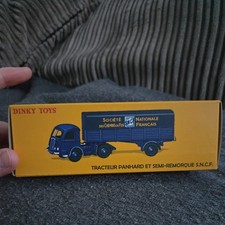 DINKY TOYS
SOCIÉTÉ NATIONALE
DES CHEMINS DE FER FRANÇAIS
TRACTEUR PANHARD ET SEMI-REMORQUE S.N.C.F.